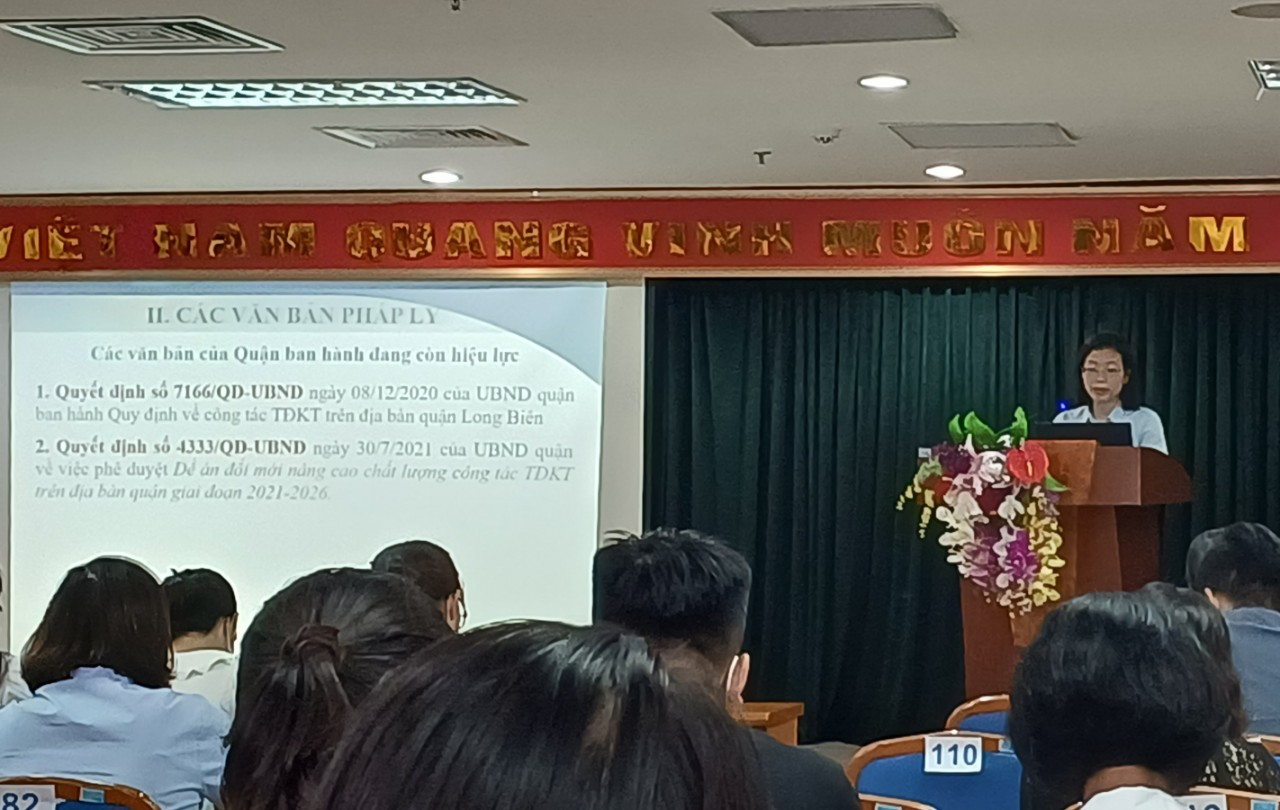 VIỆT NAM QUANG VINH MUÔN NĂM
II. CÁC VĂN BẢN PHÁP LÝ
Các văn bản của Quận ban hành đang còn hiệu lực
1. Quyết định số 7166/QĐ-UBND ngày 08/12/2020 của UBND quận
ban hành Quy định về công tác TĐKT trên địa bàn quận Long Biên
2. Quyết định số 4333/QĐ-UBND ngày 30/7/2021 của UBND quận
về việc phê duyệt Đề án đổi mới nâng cao chất lượng công tác TĐKT
trên địa bàn quận giai đoạn 2021-2026.
110
82